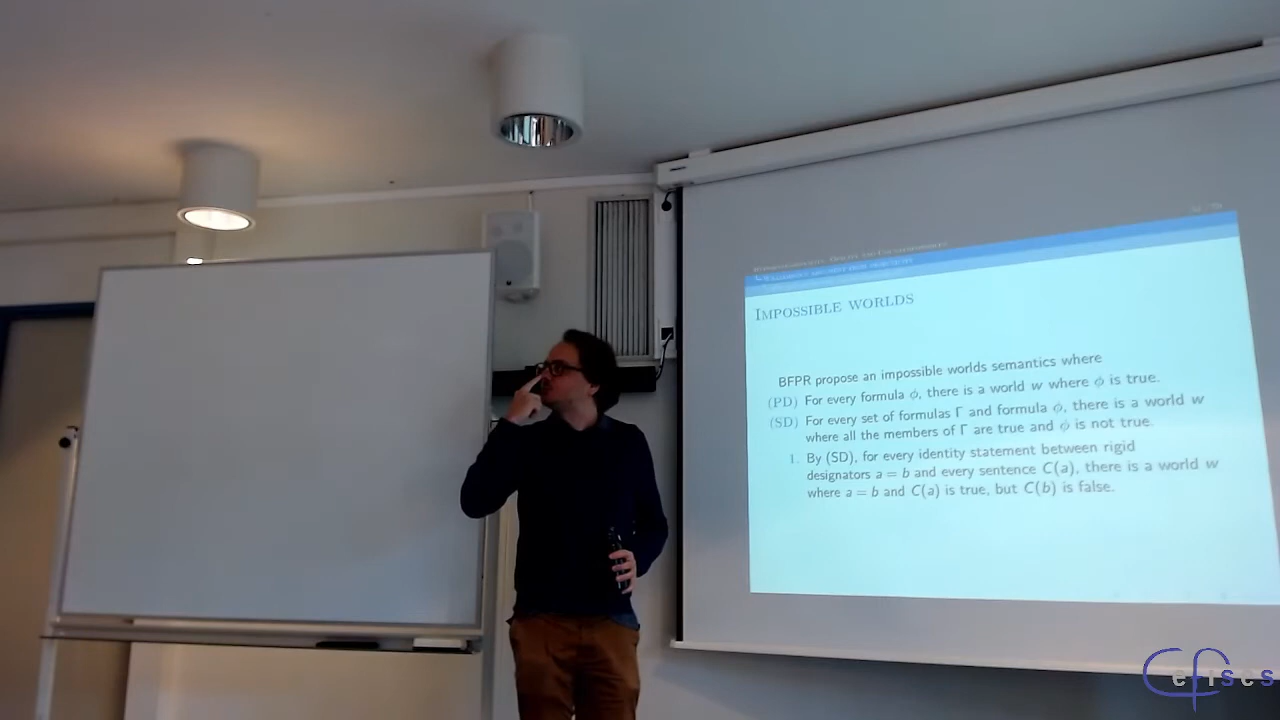 IMPOSSIBLE WORLDS
BFPR propose an impossible worlds semantics where
(PD) For every formula ϕ, there is a world w where ϕ is true.
(SD) For every set of formulas Γ and formula ϕ, there is a world w
where all the members of Γ are true and ϕ is not true.
1. By (SD), for every identity statement between rigid
designators a = b and every sentence C(a), there is a world w
where a = b and C(a) is true, but C(b) is false.
Cefises